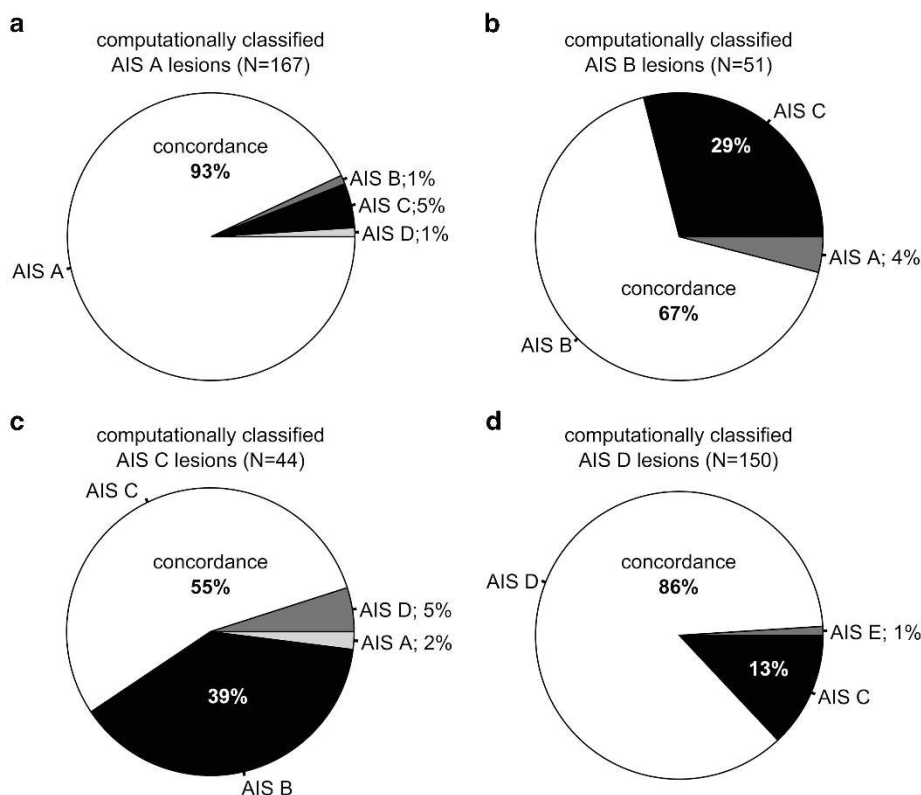 a
computationally classified
AIS A lesions (N=167)
concordance
93%
AIS B;1%
AIS C;5%
AIS D;1%
AIS A
b
computationally classified
AIS B lesions (N=51)
AIS C
29%
AIS A; 4%
concordance
67%
AIS B
c
computationally classified
AIS C lesions (N=44)
AIS C
concordance
55%
AIS D; 5%
AIS A; 2%
39%
AIS B
d
computationally classified
AIS D lesions (N=150)
concordance
86%
AIS D
AIS E; 1%
13%
AIS C